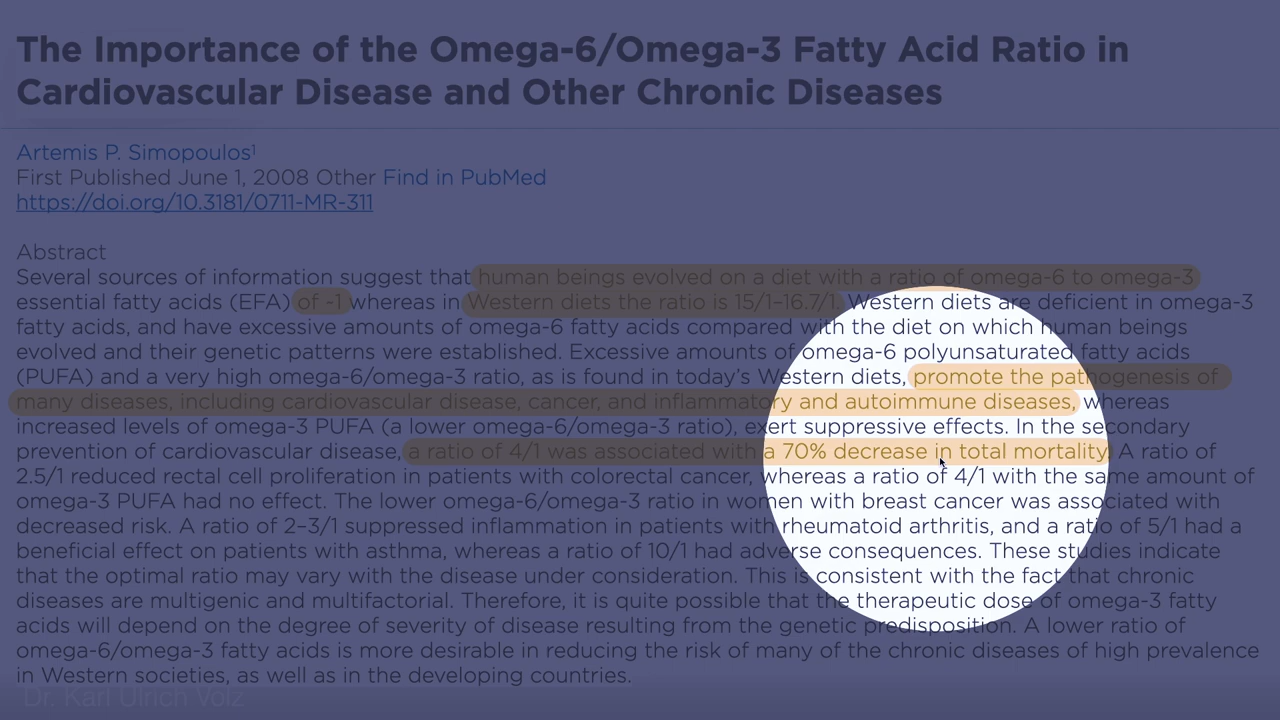 The Importance of the Omega-6/Omega-3 Fatty Acid Ratio in
Cardiovascular Disease and Other Chronic Diseases
Artemis P. Simopoulos¹
First Published June 1, 2008 Other Find in PubMed
https://doi.org/10.3181/0711-MR-311
Abstract
Several sources of information suggest that human beings evolved on a diet with a ratio of omega-6 to omega-3
essential fatty acids (EFA) of ~1 whereas in Western diets the ratio is 15/1–16.7/1. Western diets are deficient in omega-3
fatty acids, and have excessive amounts of omega-6 fatty acids compared with the diet on which human beings
evolved and their genetic patterns were established. Excessive amounts of omega-6 polyunsaturated fatty acids
(PUFA) and a very high omega-6/omega-3 ratio, as is found in today's Western diets, promote the pathogenesis of
many diseases, including cardiovascular disease, cancer, and inflammatory and autoimmune diseases, whereas
increased levels of omega-3 PUFA (a lower omega-6/omega-3 ratio), exert suppressive effects. In the secondary
prevention of cardiovascular disease, a ratio of 4/1 was associated with a 70% decrease in total mortality. A ratio of
2.5/1 reduced rectal cell proliferation in patients with colorectal cancer, whereas a ratio of 4/1 with the same amount of
omega-3 PUFA had no effect. The lower omega-6/omega-3 ratio in women with breast cancer was associated with
decreased risk. A ratio of 2–3/1 suppressed inflammation in patients with rheumatoid arthritis, and a ratio of 5/1 had a
beneficial effect on patients with asthma, whereas a ratio of 10/1 had adverse consequences. These studies indicate
that the optimal ratio may vary with the disease under consideration. This is consistent with the fact that chronic
diseases are multigenic and multifactorial. Therefore, it is quite possible that the therapeutic dose of omega-3 fatty
acids will depend on the degree of severity of disease resulting from the genetic predisposition. A lower ratio of
omega-6/omega-3 fatty acids is more desirable in reducing the risk of many of the chronic diseases of high prevalence
in Western societies, as well as in the developing countries.
Dr. Karl Ulrich Volz